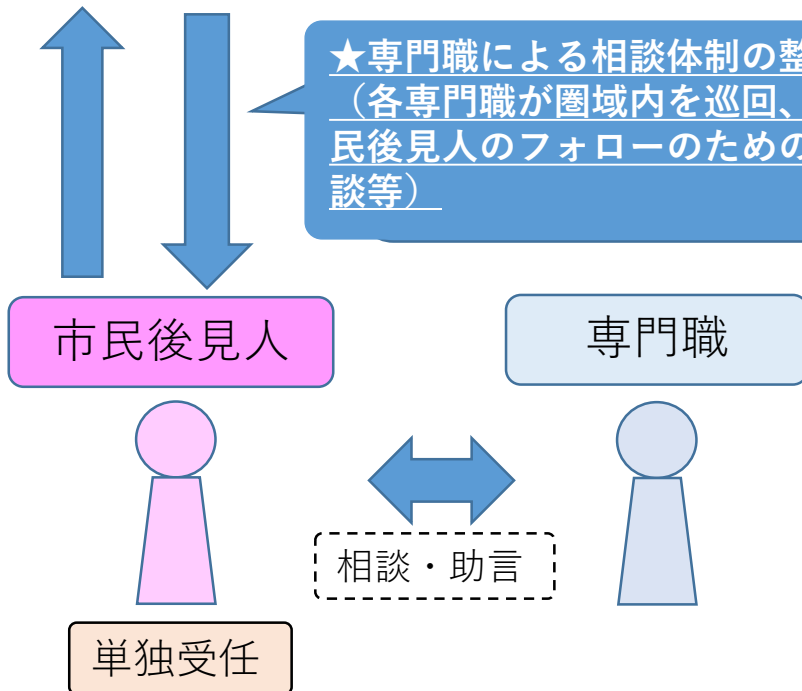 ★専門職による相談体制の整
（各専門職が圏域内を巡回、
民後見人のフォローのための
談等）
市民後見人
専門職
相談・助言
単独受任